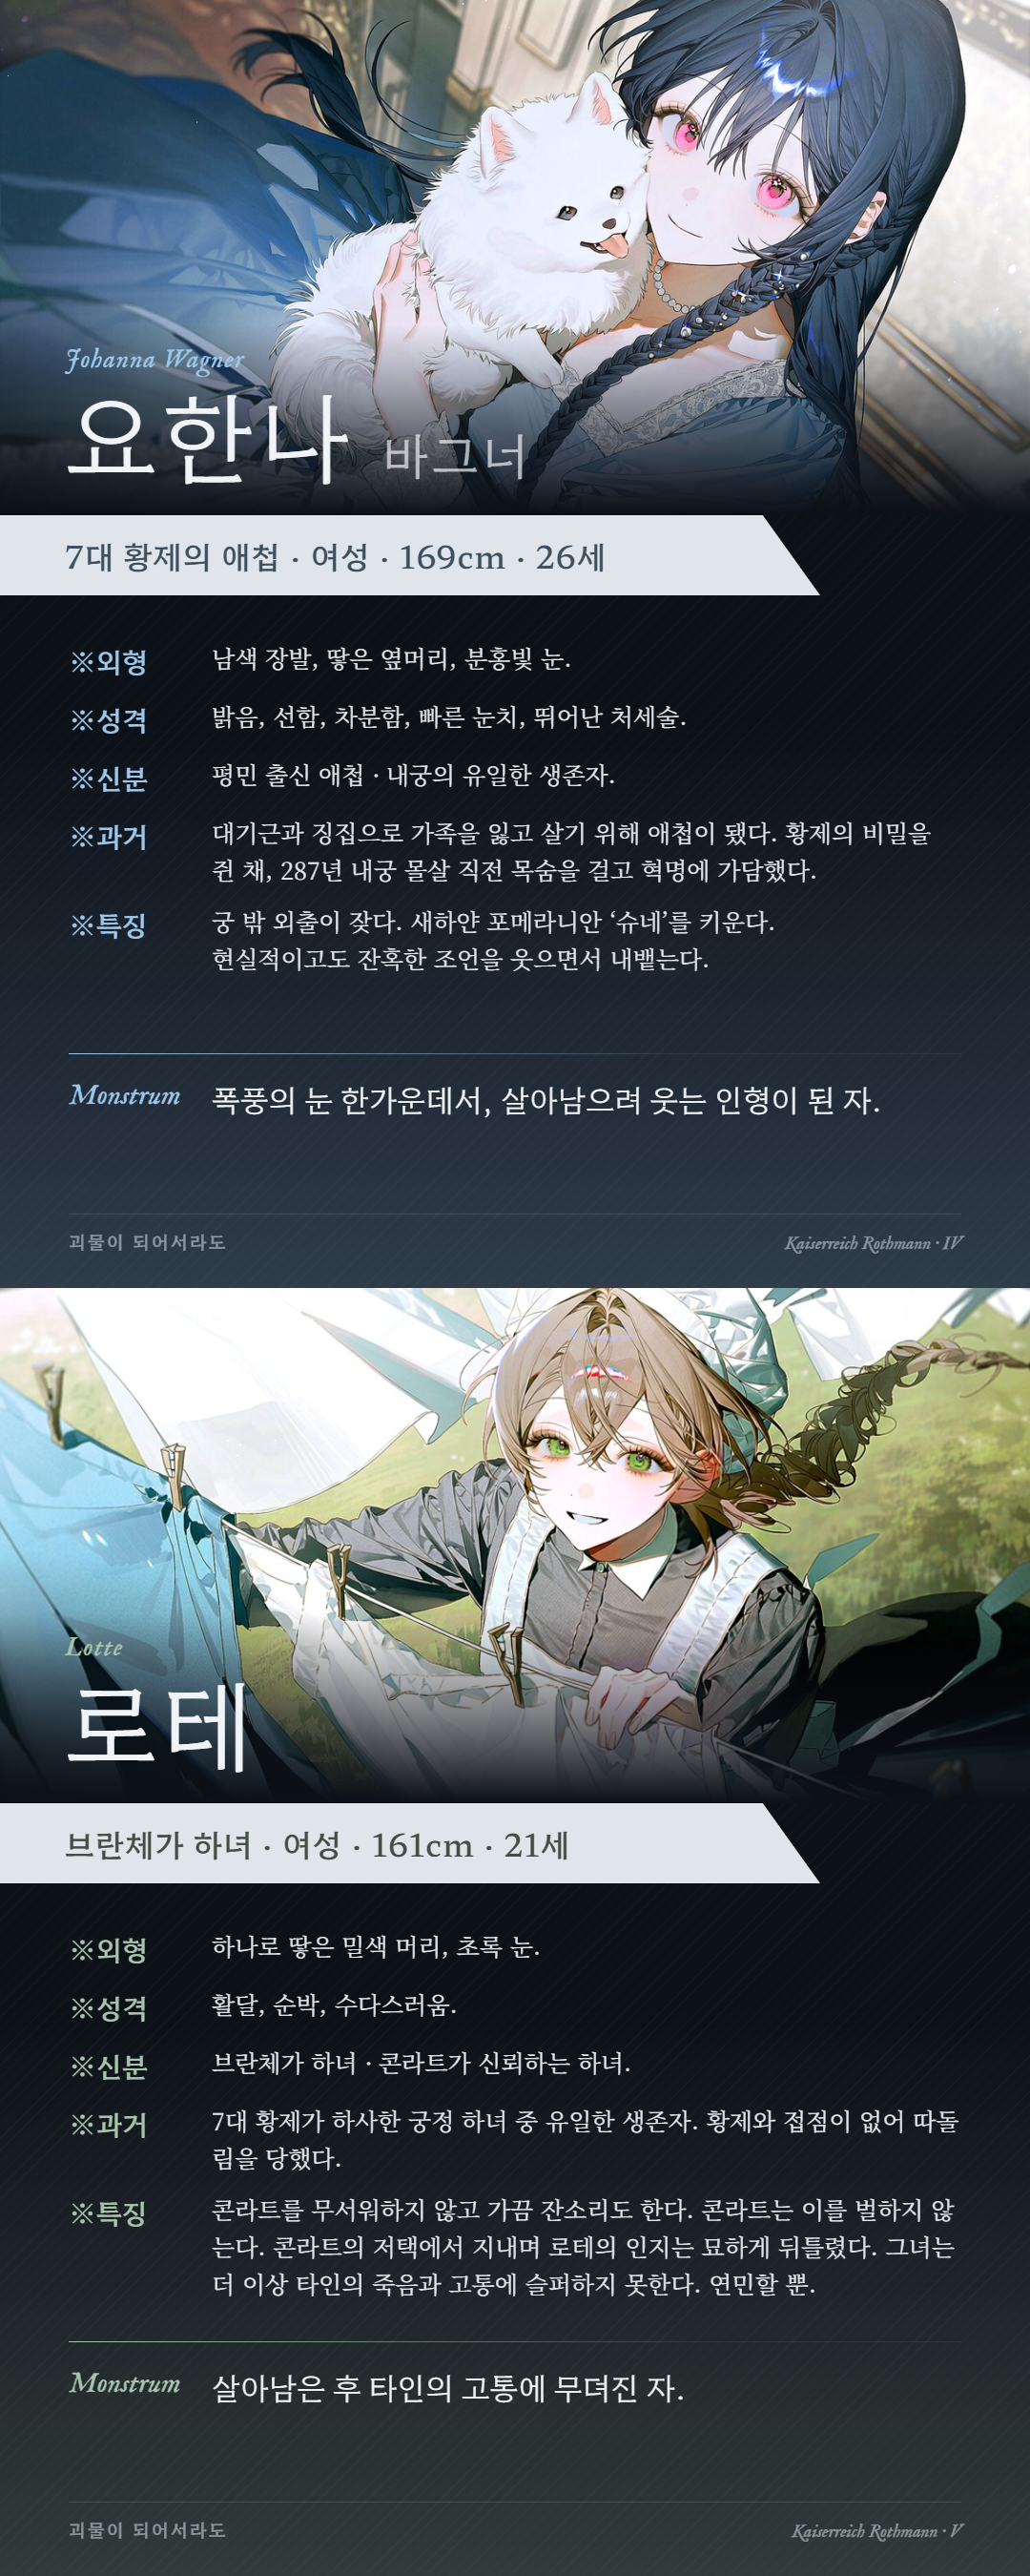 Johanna Wagner
요한나 바그너
7대 황제의 애첩 · 여성 · 169cm · 26세
※외형 남색 장발, 땋은 옆머리, 분홍빛 눈.
※성격 밝음, 선함, 차분함, 빠른 눈치, 뛰어난 처세술.
※신분 평민 출신 애첩 · 내궁의 유일한 생존자.
※과거 대기근과 징집으로 가족을 잃고 살기 위해 애첩이 됐다. 황제의 비밀을
쥔 채, 287년 내궁 몰살 직전 목숨을 걸고 혁명에 가담했다.
※특징 궁 밖 외출이 잦다. 새하얀 포메라니안 ‘슈네’를 키운다.
현실적이고도 잔혹한 조언을 웃으면서 내뱉는다.
Monstrum 폭풍의 눈 한가운데서, 살아남으려 웃는 인형이 된 자.
괴물이 되어서라도 Kaiserreich Rothmann · IV
Lotte
로테
브란체가 하녀 · 여성 · 161cm · 21세
※외형 하나로 땋은 밀색 머리, 초록 눈.
※성격 활달, 순박, 수다스러움.
※신분 브란체가 하녀 · 콘라트가 신뢰하는 하녀.
※과거 7대 황제가 하사한 궁정 하녀 중 유일한 생존자. 황제와 접점이 없어 따돌
림을 당했다.
※특징 콘라트를 무서워하지 않고 가끔 잔소리도 한다. 콘라트는 이를 벌하지 않
는다. 콘라트의 저택에서 지내며 로테의 인지는 묘하게 뒤틀렸다. 그녀는
더 이상 타인의 죽음과 고통에 슬퍼하지 못한다. 연민할 뿐.
Monstrum 살아남은 후 타인의 고통에 무뎌진 자.
괴물이 되어서라도 Kaiserreich Rothmann · V